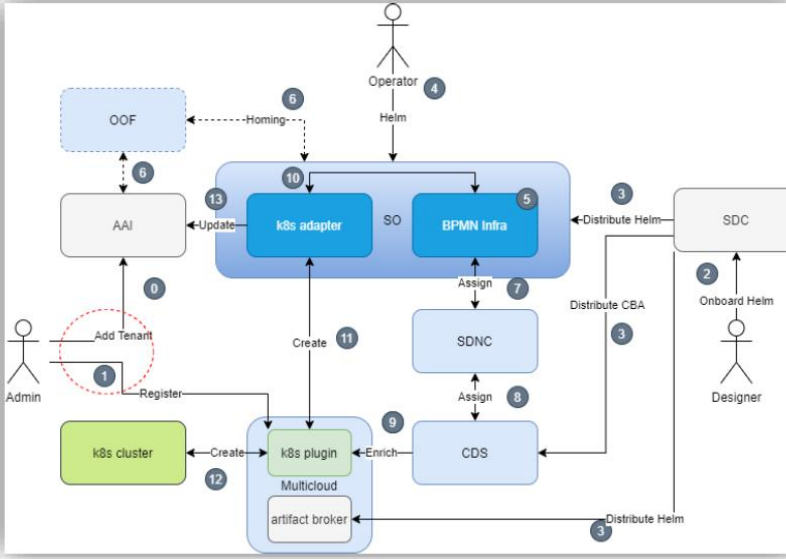 Operator
4
Helm
OOF
6
Homing
6
10
13
Update
k8s adapter
SO
BPMN Infra
5
3
Distribute Helm
SDC
AAI
2
0
Assign
7
Distribute CBA
Onboard Helm
3
Add Tenant
Create
11
SDNC
Admin
1
Register
Assign
8
Designer
9
k8s cluster
Create
12
k8s plugin
Enrich
CDS
Multicloud
artifact broker
Distribute Helm
3